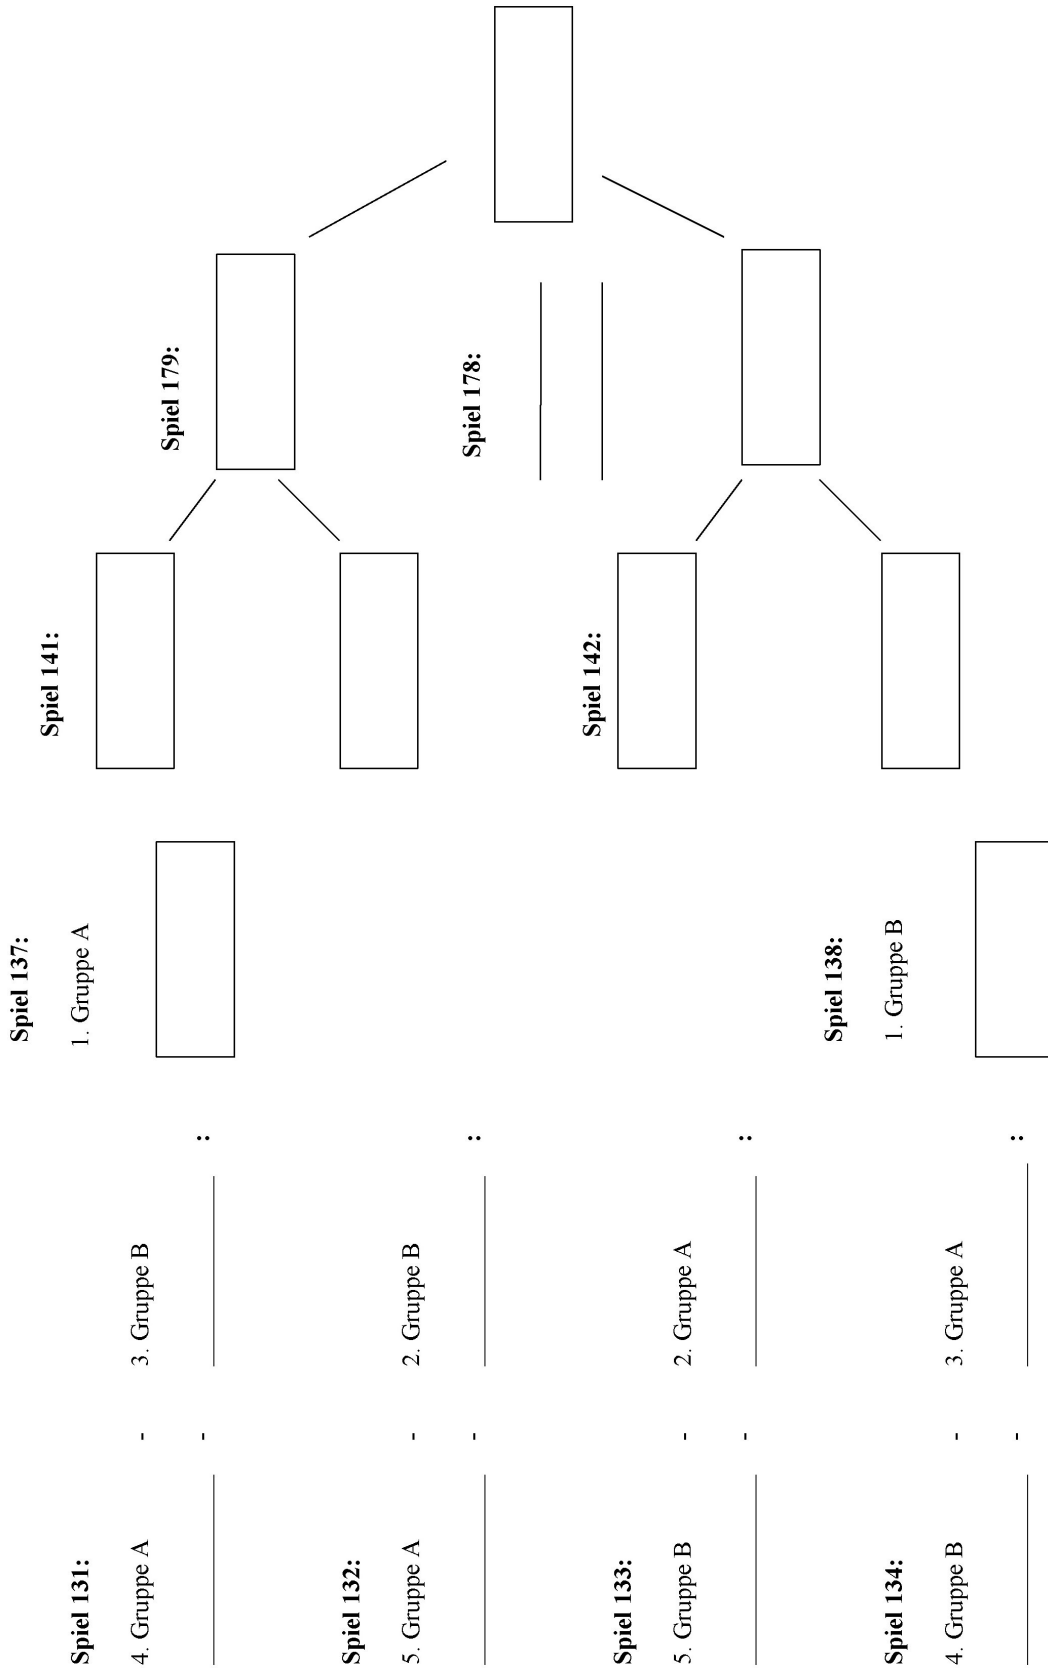 Spiel 131:
4. Gruppe A - 3. Gruppe B
- :
Spiel 132:
5. Gruppe A - 2. Gruppe B
- :
Spiel 133:
5. Gruppe B - 2. Gruppe A
- :
Spiel 134:
4. Gruppe B - 3. Gruppe A
- :
Spiel 137:
1. Gruppe A
Spiel 138:
1. Gruppe B
Spiel 141:
Spiel 142:
Spiel 179:
Spiel 178: